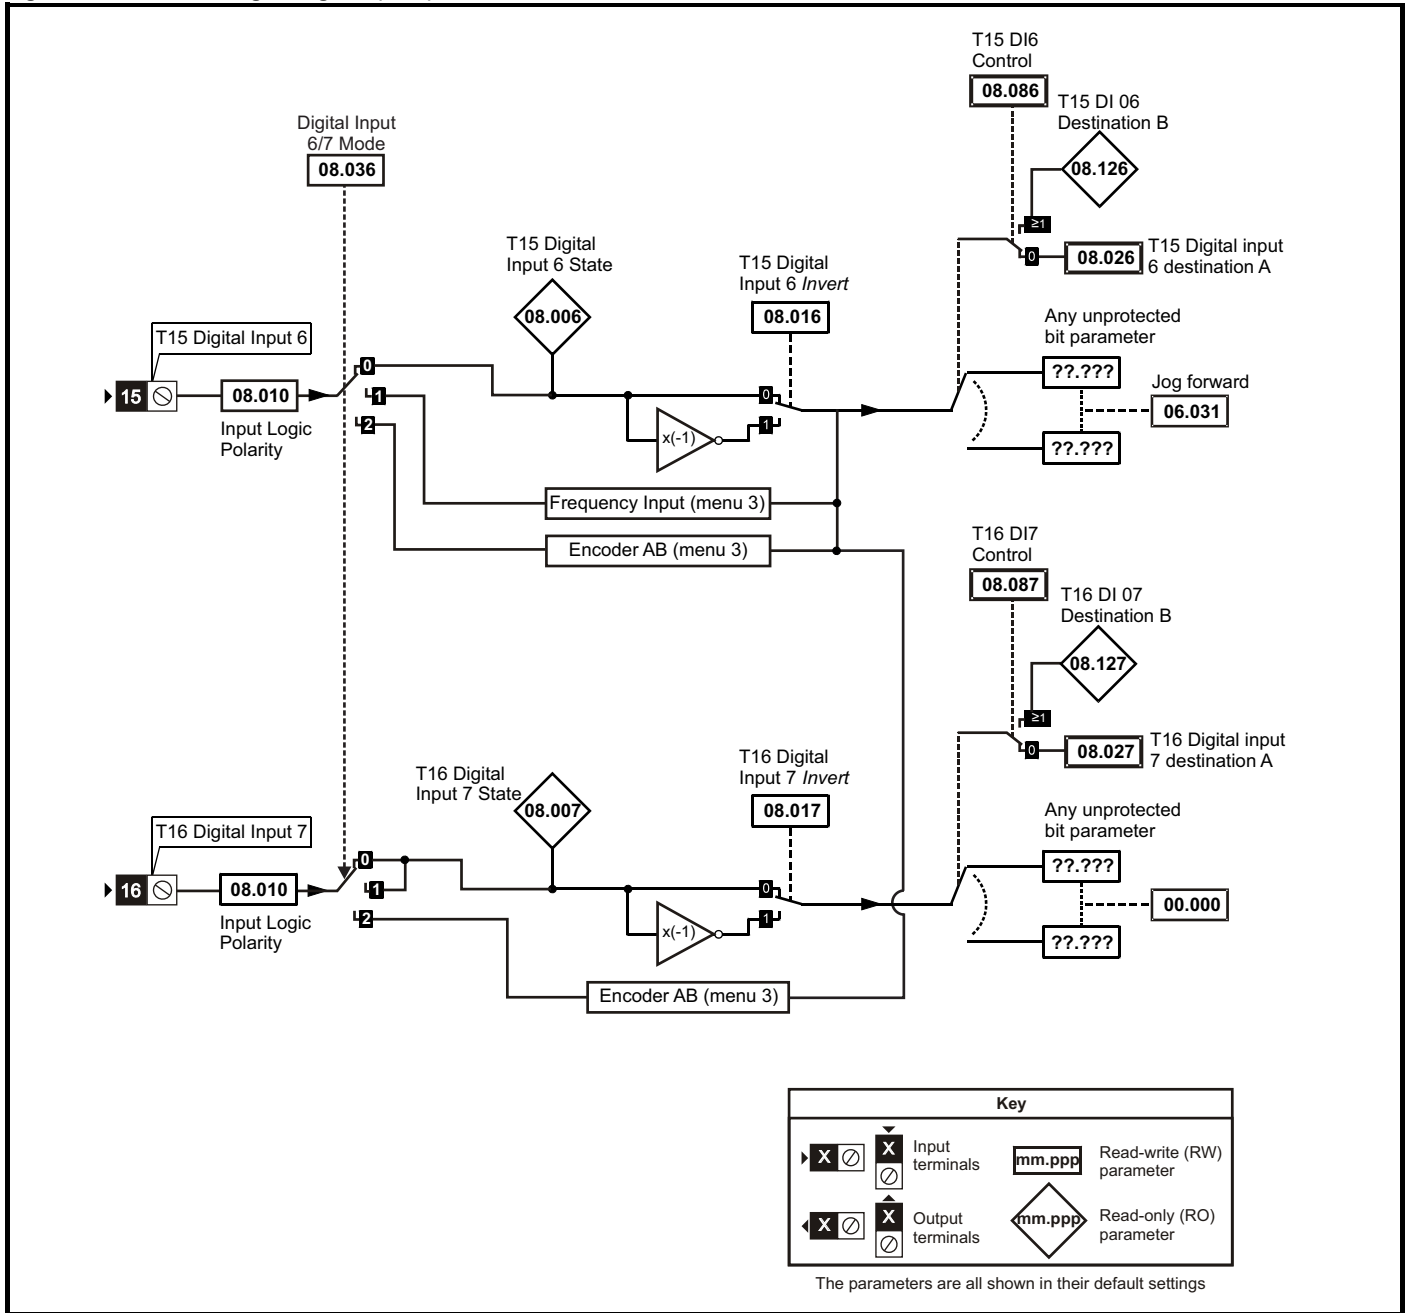 T15 DI6
Control
08.086
T15 DI 06
Destination B
08.126
≥1
0
08.026
T15 Digital input
6 destination A
Digital Input
6/7 Mode
08.036
T15 Digital
Input 6 State
08.006
T15 Digital
Input 6 Invert
08.016
Any unprotected
bit parameter
??.???
??.???
Jog forward
06.031
T15 Digital Input 6
15
08.010
Input Logic
Polarity
0
1
2
x(-1)
0
1
Frequency Input (menu 3)
Encoder AB (menu 3)
T16 DI7
Control
08.087
T16 DI 07
Destination B
08.127
≥1
0
08.027
T16 Digital input
7 destination A
T16 Digital
Input 7 State
08.007
T16 Digital
Input 7 Invert
08.017
Any unprotected
bit parameter
??.???
??.???
00.000
T16 Digital Input 7
16
08.010
Input Logic
Polarity
0
1
2
x(-1)
0
1
Encoder AB (menu 3)
Key
X
X
Input
terminals
mm.ppp
Read-write (RW)
parameter
X
X
Output
terminals
mm.ppp
Read-only (RO)
parameter
The parameters are all shown in their default settings